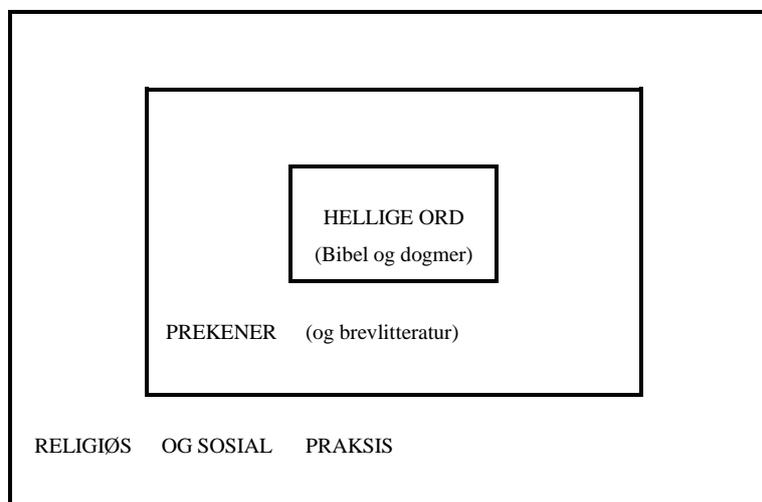 HELLIGE ORD
(Bibel og dogmer)
PREKENER (og brevlitteratur)
RELIGIØS OG SOSIAL PRAKSIS